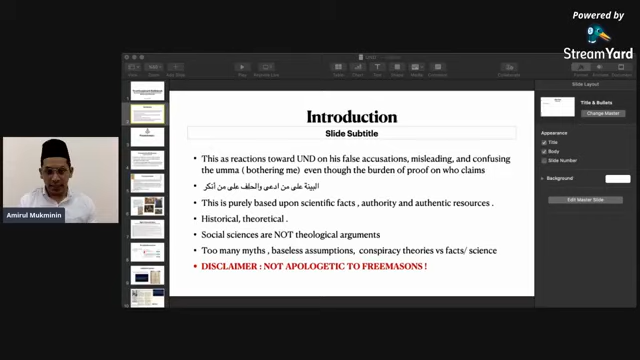 Powered by
StreamYard
UND
Slide Layout
Title & Bullets
Change Master
Appearance
Title
Body
Slide Number
Background
Edit Master Slide
Introduction
Slide Subtitle
• This as reactions toward UND on his false accusations, misleading, and confusing
the umma ( bothering me) even though the burden of proof on who claims
• البينة على من ادعى والحلف على من أنكر
• This is purely based upon scientific facts , authority and authentic resources .
• Historical, theoretical .
• Social sciences are NOT theological arguments
• Too many myths , baseless assumptions, conspiracy theories vs facts/ science
• DISCLAIMER : NOT APOLOGETIC TO FREEMASONS !
Amirul Mukminin